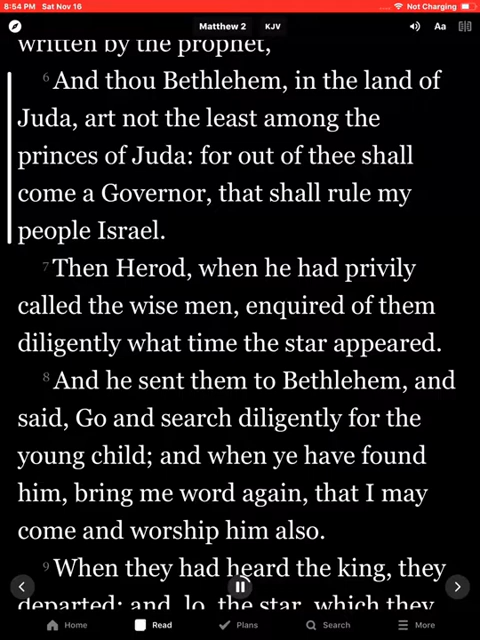 8:54 PM Sat Nov 16
Not Charging
Matthew 2 KJV Aa
written by the prophet,
6 And thou Bethlehem, in the land of
Juda, art not the least among the
princes of Juda: for out of thee shall
come a Governor, that shall rule my
people Israel.
7 Then Herod, when he had privily
called the wise men, enquired of them
diligently what time the star appeared.
8 And he sent them to Bethlehem, and
said, Go and search diligently for the
young child; and when ye have found
him, bring me word again, that I may
come and worship him also.
9 When they had heard the king, they
departed; and, lo, the star, which they
Home Read Plans Search More